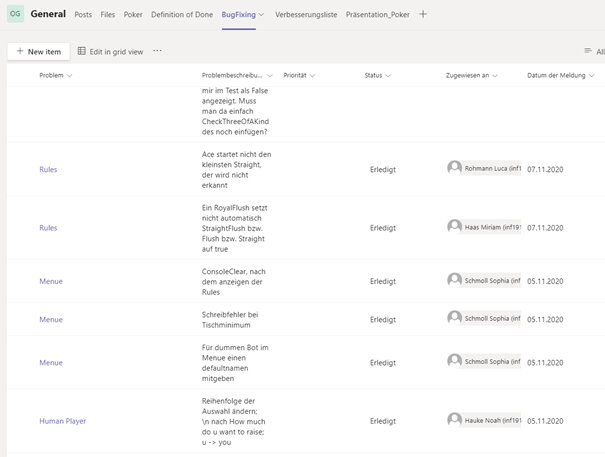 OG General Posts Files Poker Definition of Done BugFixing Verbesserungsliste Präsentation_Poker
New item Edit in grid view ... All
Problem Problembeschreibu... Priorität Status Zugewiesen an Datum der Meldung
mir im Test als False
angezeigt. Muss
man da einfach
CheckThreeOfAKind
des noch einfügen?
Ace startet nicht den
kleinsten Straight,
der wird nicht
erkannt
Rules Erledigt Rohmann Luca (inf1 07.11.2020
Ein RoyalFlush setzt
nicht automatisch
StraightFlush bzw.
Flush bzw. Straight
auf true
Rules Erledigt Haas Miriam (inf191 07.11.2020
ConsoleClear, nach
dem anzeigen der
Rules
Menue Erledigt Schmoll Sophia (inf 05.11.2020
Schreibfehler bei
Tischminimum
Menue Erledigt Schmoll Sophia (inf 05.11.2020
Für dummen Bot im
Menue einen
defaultnamen
mitgeben
Menue Erledigt Schmoll Sophia (inf 05.11.2020
Reihenfolge der
Auswahl ändern;
\n nach How much
do u want to raise;
u -> you
Human Player Erledigt Hauke Noah (inf191 05.11.2020